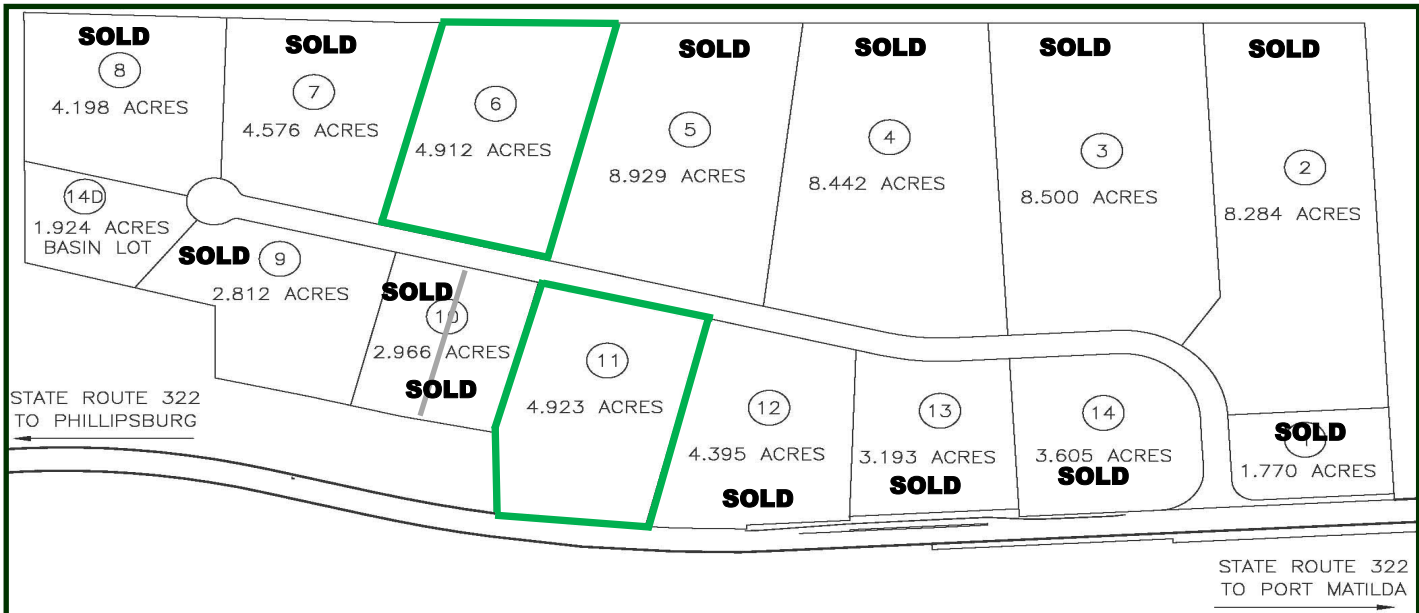 SOLD
8
4.198 ACRES
SOLD
7
4.576 ACRES
6
4.912 ACRES
SOLD
5
8.929 ACRES
SOLD
4
8.442 ACRES
SOLD
3
8.500 ACRES
SOLD
2
8.284 ACRES
14D
1.924 ACRES
BASIN LOT
SOLD
9
2.812 ACRES
SOLD
10
2.966 ACRES
SOLD
11
4.923 ACRES
12
4.395 ACRES
SOLD
13
3.193 ACRES
SOLD
14
3.605 ACRES
SOLD
SOLD
1
1.770 ACRES
STATE ROUTE 322
TO PHILLIPSBURG
STATE ROUTE 322
TO PORT MATILDA